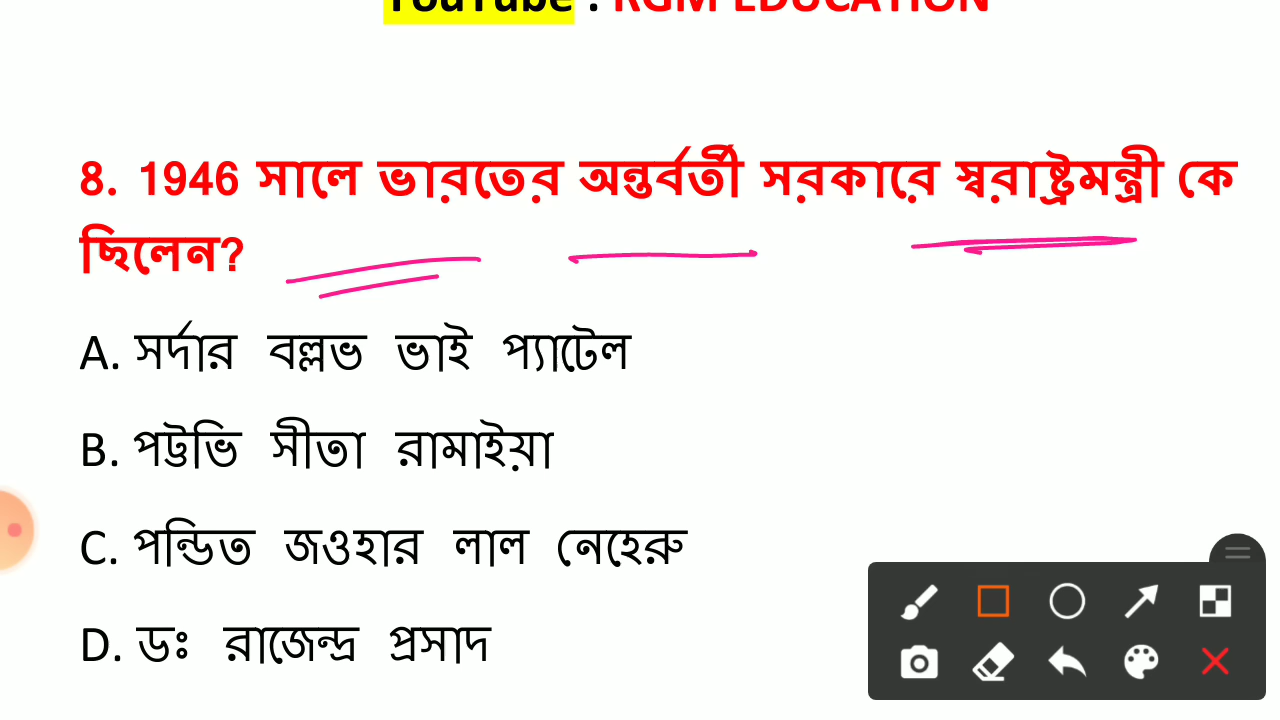 YouTube : RGM EDUCATION
8. 1946 সালে ভারতের অন্তর্বর্তী সরকারে স্বরাষ্ট্রমন্ত্রী কে
ছিলেন?
A. সর্দার বল্লভ ভাই প্যাটেল
B. পট্টভি সীতা রামাইয়া
C. পন্ডিত জওহার লাল নেহেরু
D. ডঃ রাজেন্দ্র প্রসাদ